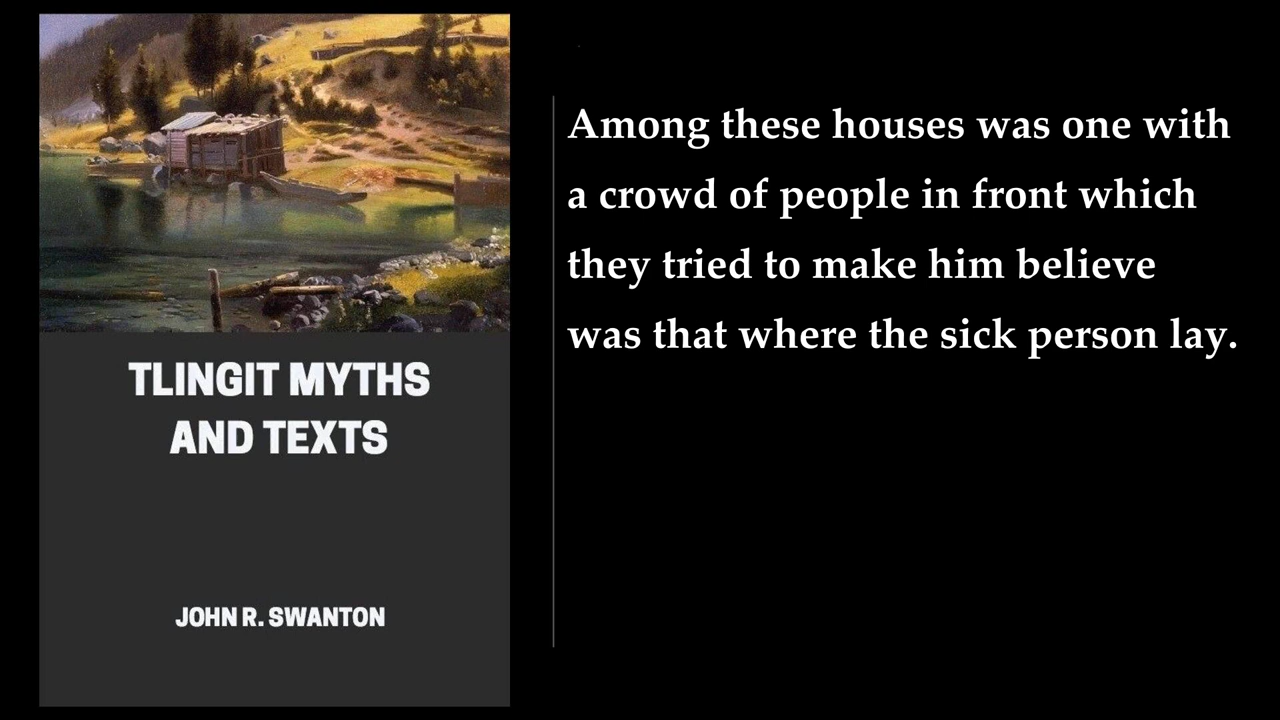 TLINGIT MYTHS
AND TEXTS
JOHN R. SWANTON
Among these houses was one with
a crowd of people in front which
they tried to make him believe
was that where the sick person lay.